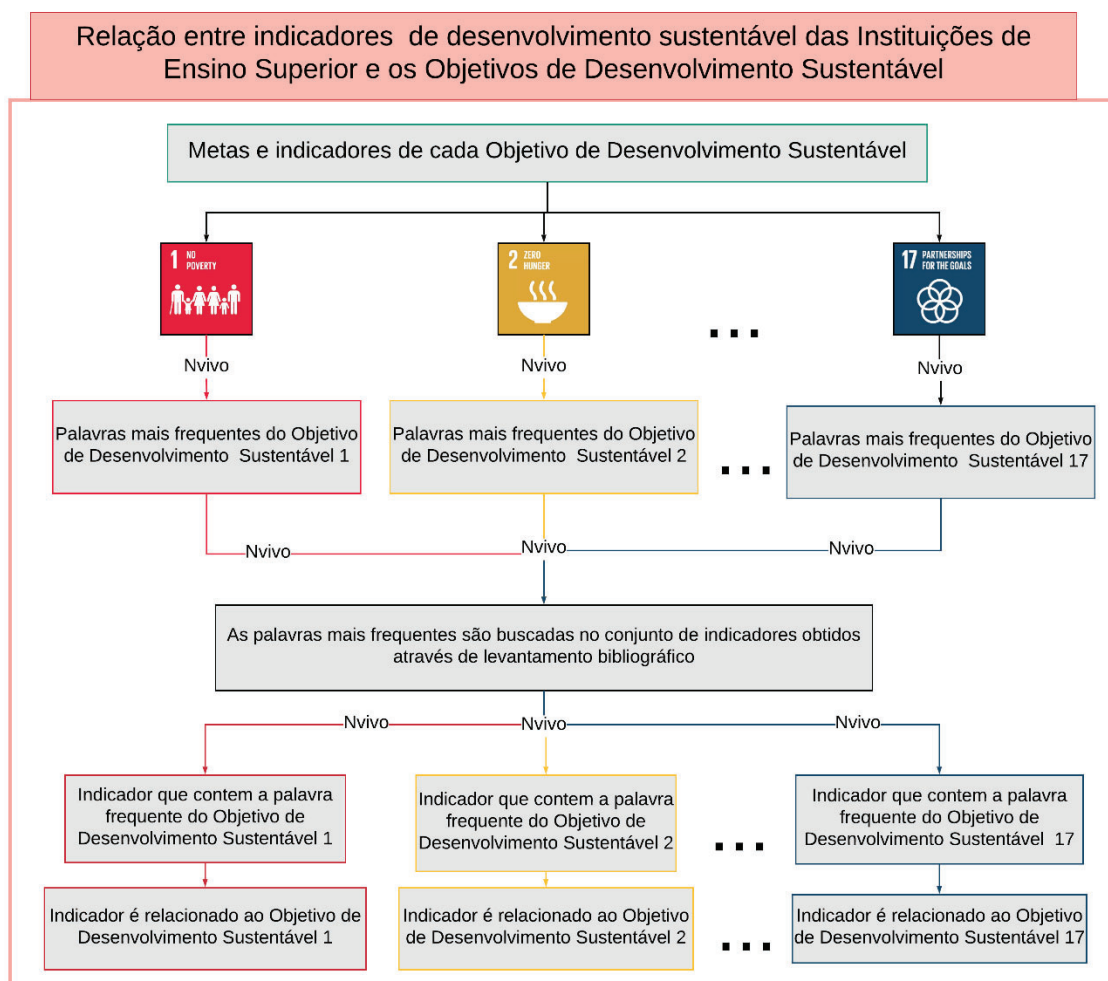 Relação entre indicadores de desenvolvimento sustentável das Instituições de
Ensino Superior e os Objetivos de Desenvolvimento Sustentável
Metas e indicadores de cada Objetivo de Desenvolvimento Sustentável
1 NO
POVERTY
2 ZERO
HUNGER
17 PARTNERSHIPS
FOR THE GOALS
...
Nvivo
Nvivo
Nvivo
Palavras mais frequentes do Objetivo
de Desenvolvimento Sustentável 1
Palavras mais frequentes do Objetivo
de Desenvolvimento Sustentável 2
...
Palavras mais frequentes do Objetivo
de Desenvolvimento Sustentável 17
Nvivo
Nvivo
Nvivo
As palavras mais frequentes são buscadas no conjunto de indicadores obtidos
através de levantamento bibliográfico
Nvivo
Nvivo
Nvivo
Indicador que contem a palavra
frequente do Objetivo de
Desenvolvimento Sustentável 1
Indicador que contem a palavra
frequente do Objetivo de
Desenvolvimento Sustentável 2
...
Indicador que contem a palavra
frequente do Objetivo de
Desenvolvimento Sustentável 17
Indicador é relacionado ao Objetivo de
Desenvolvimento Sustentável 1
Indicador é relacionado ao Objetivo
de Desenvolvimento Sustentável 2
...
Indicador é relacionado ao Objetivo
de Desenvolvimento Sustentável 17